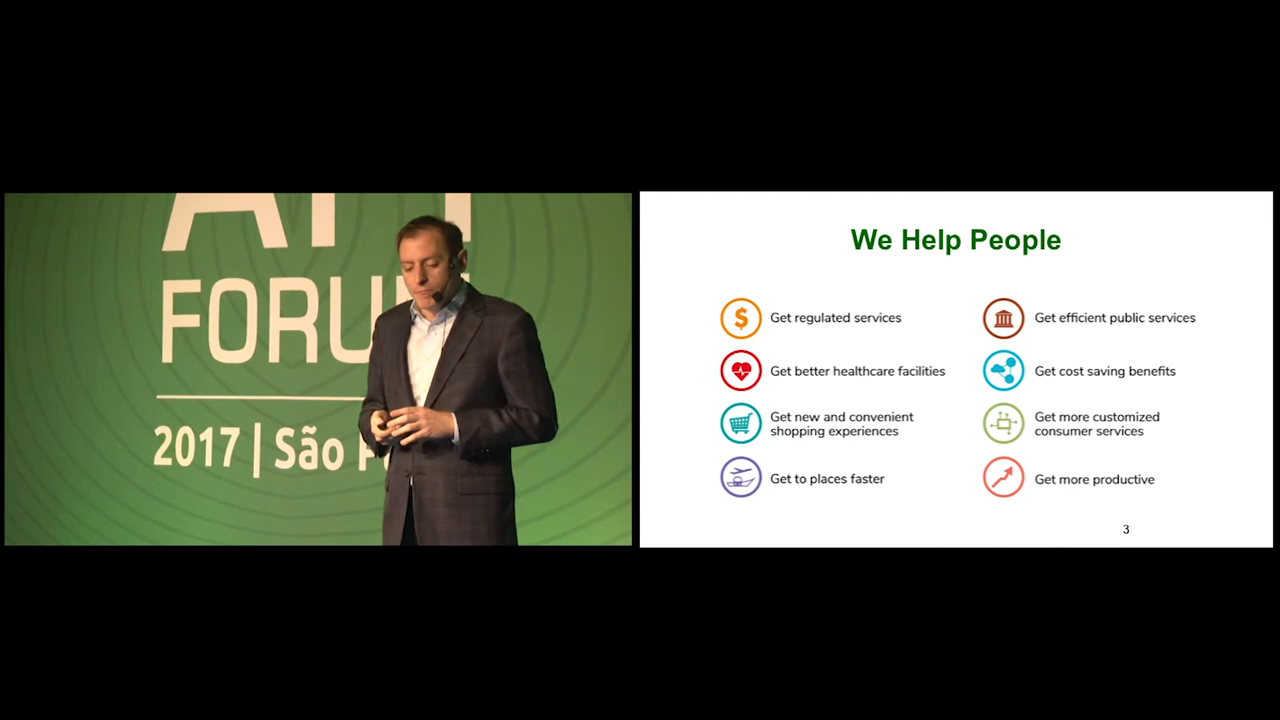 FORUM
2017 | São P
We Help People
Get regulated services
Get better healthcare facilities
Get new and convenient
shopping experiences
Get to places faster
Get efficient public services
Get cost saving benefits
Get more customized
consumer services
Get more productive
3